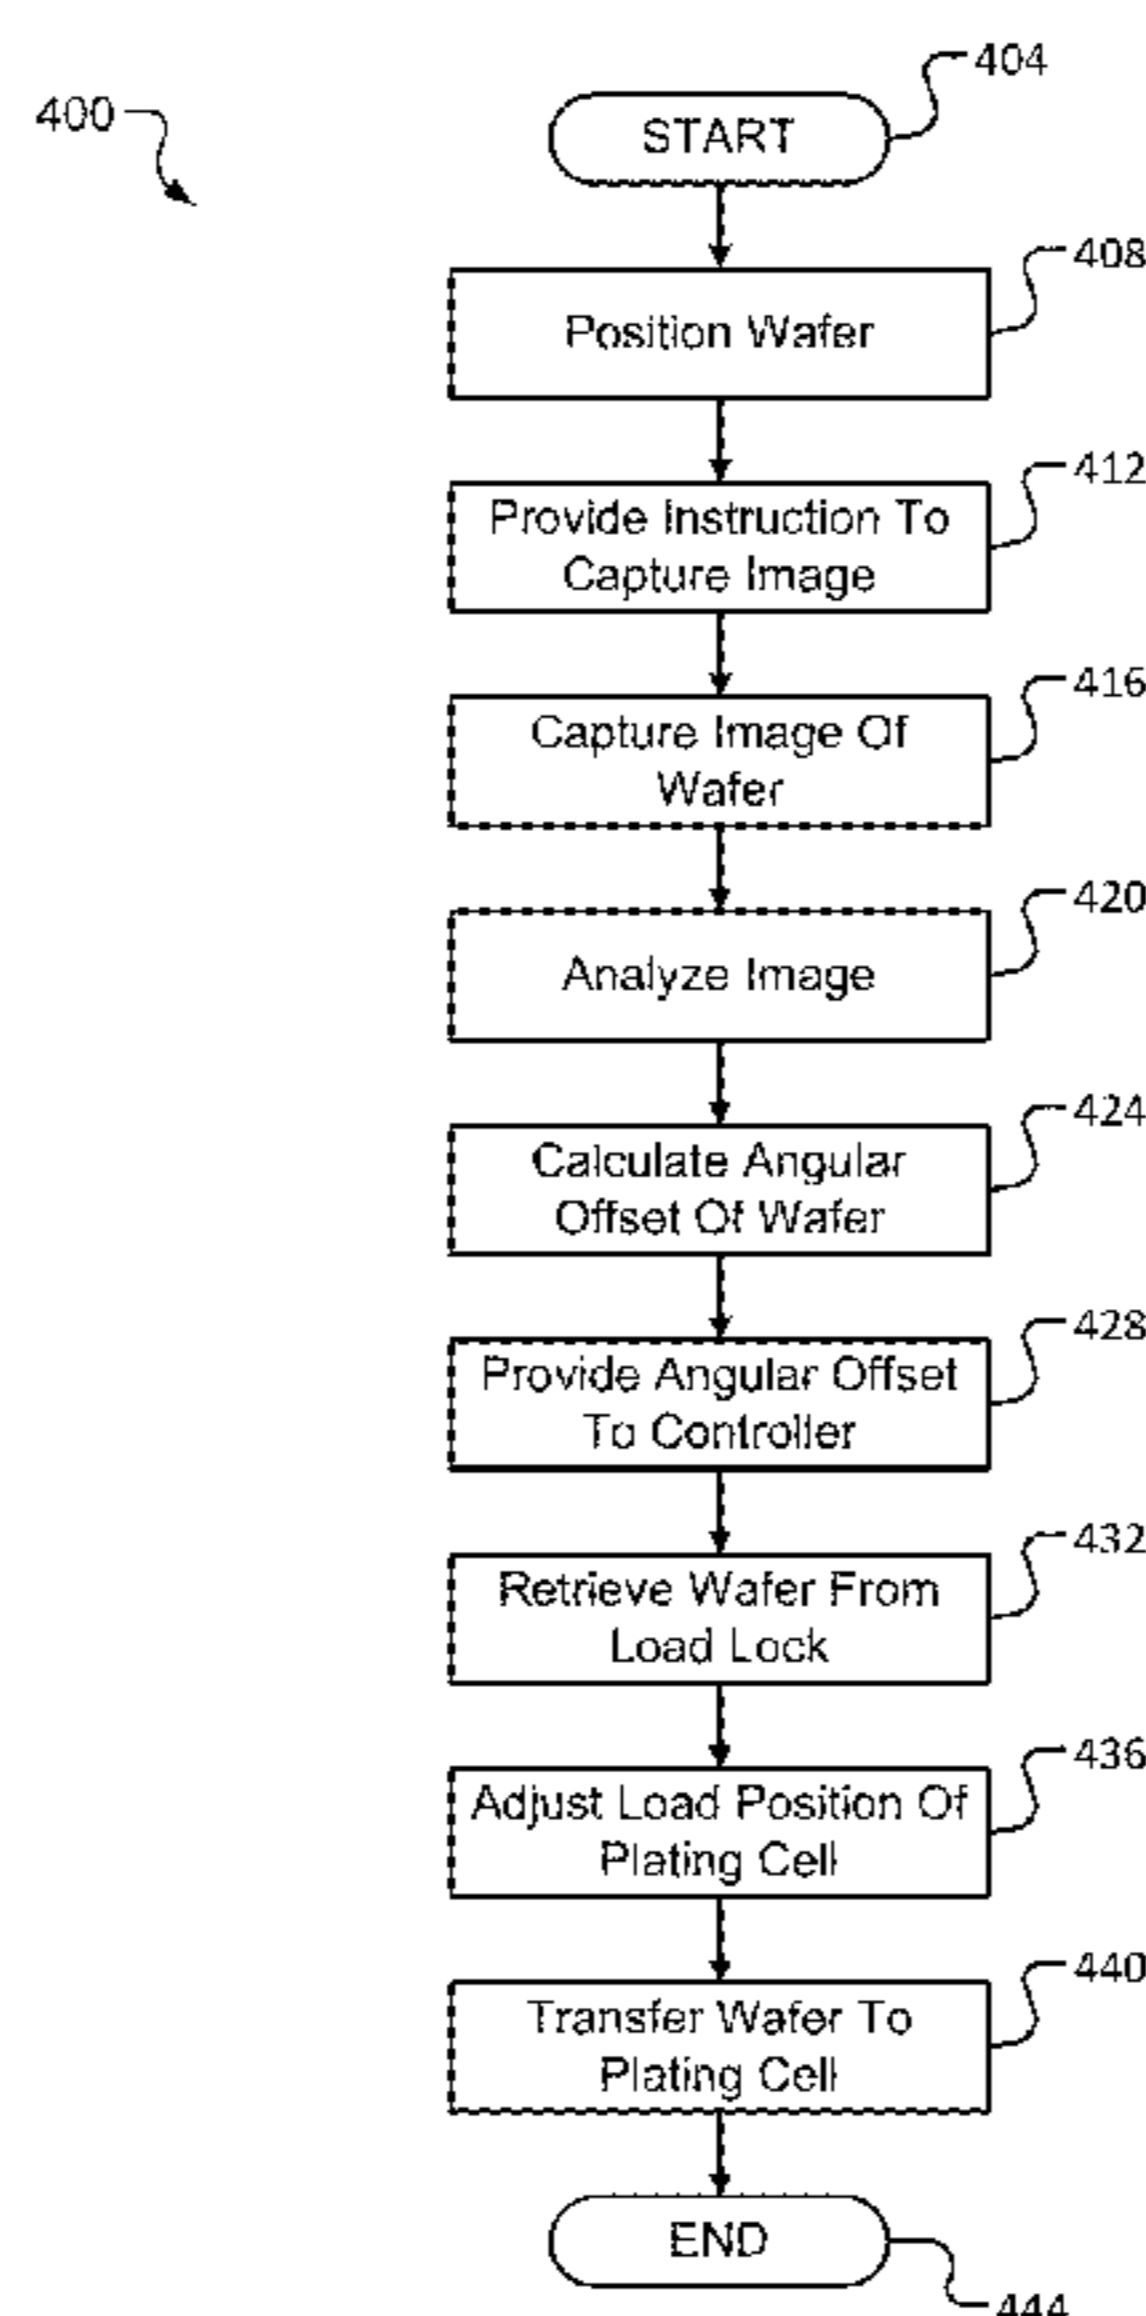 400
START
404
Position Wafer
408
Provide Instruction To
Capture Image
412
Capture Image Of
Wafer
416
Analyze Image
420
Calculate Angular
Offset Of Wafer
424
Provide Angular Offset
To Controller
428
Retrieve Wafer From
Load Lock
432
Adjust Load Position Of
Plating Cell
436
Transfer Wafer To
Plating Cell
440
END
444